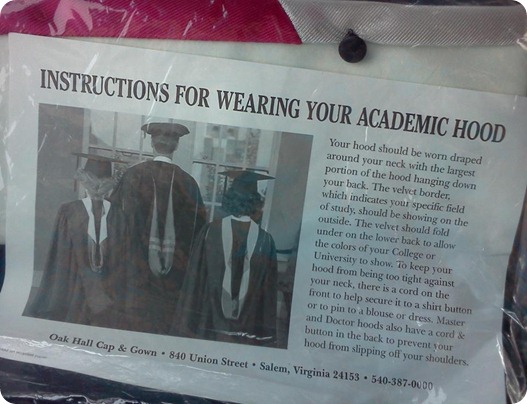 INSTRUCTIONS FOR WEARING YOUR ACADEMIC HOOD
Your hood should be worn draped
around your neck with the largest
portion of the hood hanging down
your back. The velvet border,
which indicates your specific field
of study, should be showing on the
outside. The velvet should fold
under on the lower back to allow
the colors of your College or
University to show. To keep your
hood from being too tight against
your neck, there is a cord on the
front to help secure it to a shirt button
or to pin to a blouse or dress. Master
and Doctor hoods also have a cord &
button in the back to prevent your
hood from slipping off your shoulders.
Oak Hall Cap & Gown • 840 Union Street • Salem, Virginia 24153 • 540-387-0000